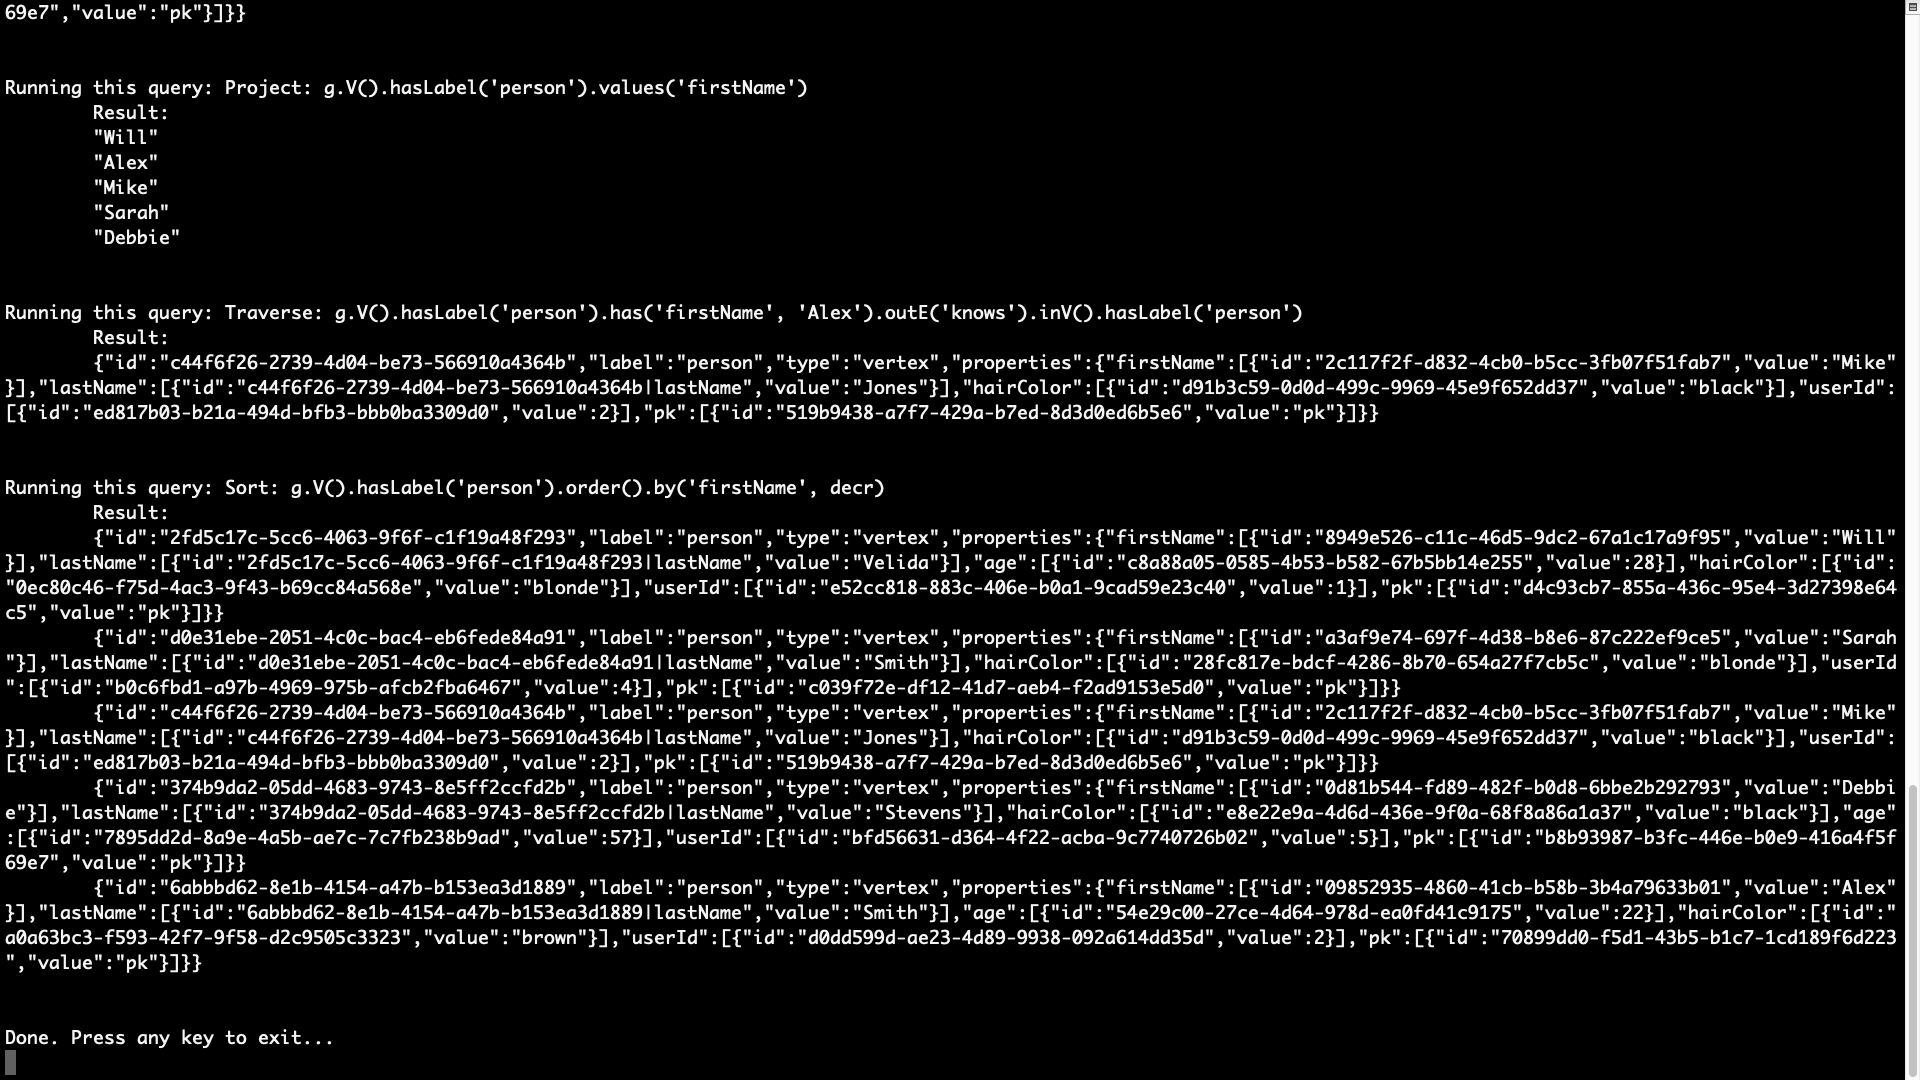 69e7","value":"pk"}]}}
Running this query: Project: g.V().hasLabel('person').values('firstName')
Result:
"Will"
"Alex"
"Mike"
"Sarah"
"Debbie"
Running this query: Traverse: g.V().hasLabel('person').has('firstName', 'Alex').outE('knows').inV().hasLabel('person')
Result:
{"id":"c44f6f26-2739-4d04-be73-566910a4364b","label":"person","type":"vertex","properties":{"firstName":[{"id":"2c117f2f-d832-4cb0-b5cc-3fb07f51fab7","value":"Mike"
}],"lastName":[{"id":"c44f6f26-2739-4d04-be73-566910a4364b|lastName","value":"Jones"}],"hairColor":[{"id":"d91b3c59-0d0d-499c-9969-45e9f652dd37","value":"black"}],"userId":
[{"id":"ed817b03-b21a-494d-bfb3-bbb0ba3309d0","value":2}],"pk":[{"id":"519b9438-a7f7-429a-b7ed-8d3d0ed6b5e6","value":"pk"}]}}
Running this query: Sort: g.V().hasLabel('person').order().by('firstName', decr)
Result:
{"id":"2fd5c17c-5cc6-4063-9f6f-c1f19a48f293","label":"person","type":"vertex","properties":{"firstName":[{"id":"8949e526-c11c-46d5-9dc2-67a1c17a9f95","value":"Will"
}],"lastName":[{"id":"2fd5c17c-5cc6-4063-9f6f-c1f19a48f293|lastName","value":"Velida"}],"age":[{"id":"c8a88a05-0585-4b53-b582-67b5bb14e255","value":28}],"hairColor":[{"id":
"0ec80c46-f75d-4ac3-9f43-b69cc84a568e","value":"blonde"}],"userId":[{"id":"e52cc818-883c-406e-b0a1-9cad59e23c40","value":1}],"pk":[{"id":"d4c93cb7-855a-436c-95e4-3d27398e64
c5","value":"pk"}]}}
{"id":"d0e31ebe-2051-4c0c-bac4-eb6fede84a91","label":"person","type":"vertex","properties":{"firstName":[{"id":"a3af9e74-697f-4d38-b8e6-87c222ef9ce5","value":"Sarah
"}],"lastName":[{"id":"d0e31ebe-2051-4c0c-bac4-eb6fede84a91|lastName","value":"Smith"}],"hairColor":[{"id":"28fc817e-bdcf-4286-8b70-654a27f7cb5c","value":"blonde"}],"userId
":[{"id":"b0c6fbd1-a97b-4969-975b-afcb2fba6467","value":4}],"pk":[{"id":"c039f72e-df12-41d7-aeb4-f2ad9153e5d0","value":"pk"}]}}
{"id":"c44f6f26-2739-4d04-be73-566910a4364b","label":"person","type":"vertex","properties":{"firstName":[{"id":"2c117f2f-d832-4cb0-b5cc-3fb07f51fab7","value":"Mike"
}],"lastName":[{"id":"c44f6f26-2739-4d04-be73-566910a4364b|lastName","value":"Jones"}],"hairColor":[{"id":"d91b3c59-0d0d-499c-9969-45e9f652dd37","value":"black"}],"userId":
[{"id":"ed817b03-b21a-494d-bfb3-bbb0ba3309d0","value":2}],"pk":[{"id":"519b9438-a7f7-429a-b7ed-8d3d0ed6b5e6","value":"pk"}]}}
{"id":"374b9da2-05dd-4683-9743-8e5ff2ccfd2b","label":"person","type":"vertex","properties":{"firstName":[{"id":"0d81b544-fd89-482f-b0d8-6bbe2b292793","value":"Debbi
e"}],"lastName":[{"id":"374b9da2-05dd-4683-9743-8e5ff2ccfd2b|lastName","value":"Stevens"}],"hairColor":[{"id":"e8e22e9a-4d6d-436e-9f0a-68f8a86a1a37","value":"black"}],"age"
:[{"id":"7895dd2d-8a9e-4a5b-ae7c-7c7fb238b9ad","value":57}],"userId":[{"id":"bfd56631-d364-4f22-acba-9c7740726b02","value":5}],"pk":[{"id":"b8b93987-b3fc-446e-b0e9-416a4f5f
69e7","value":"pk"}]}}
{"id":"6abbbd62-8e1b-4154-a47b-b153ea3d1889","label":"person","type":"vertex","properties":{"firstName":[{"id":"09852935-4860-41cb-b58b-3b4a79633b01","value":"Alex"
}],"lastName":[{"id":"6abbbd62-8e1b-4154-a47b-b153ea3d1889|lastName","value":"Smith"}],"age":[{"id":"54e29c00-27ce-4d64-978d-ea0fd41c9175","value":22}],"hairColor":[{"id":"
a0a63bc3-f593-42f7-9f58-d2c9505c3323","value":"brown"}],"userId":[{"id":"d0dd599d-ae23-4d89-9938-092a614dd35d","value":2}],"pk":[{"id":"70899dd0-f5d1-43b5-b1c7-1cd189f6d223
","value":"pk"}]}}
Done. Press any key to exit...